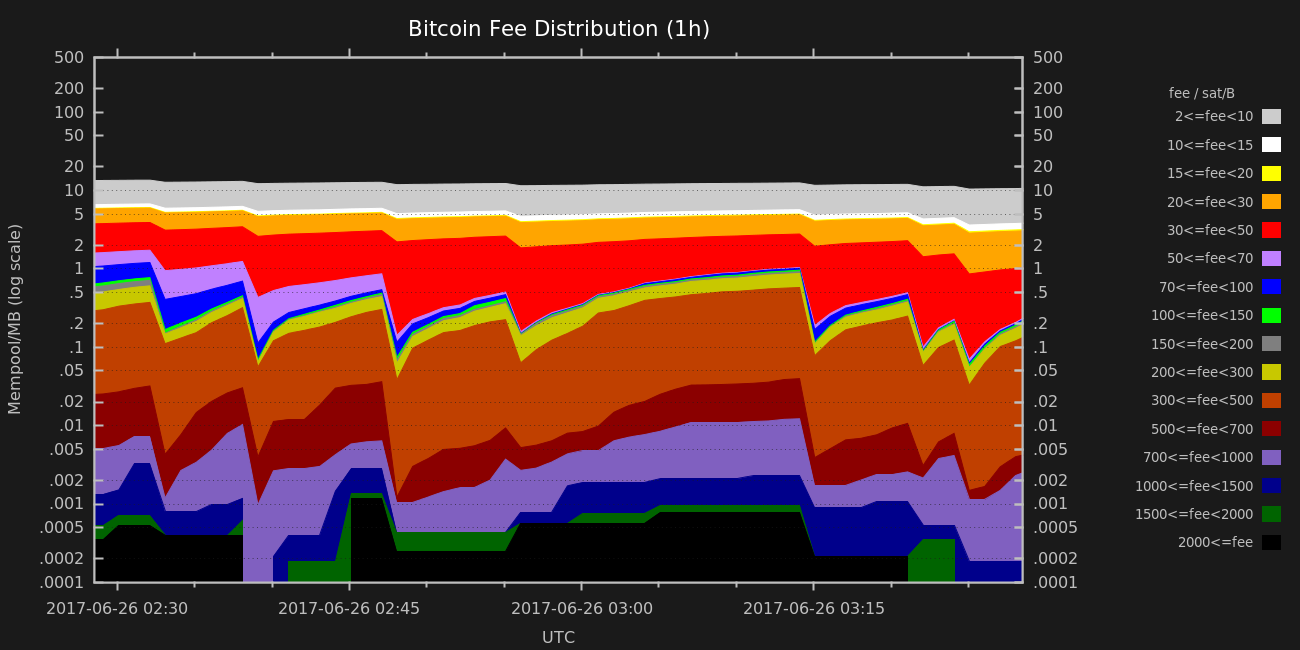 Bitcoin Fee Distribution (1h)
500
200
100
50
20
10
5
2
1
.5
.2
.1
.05
.02
.01
.005
.002
.001
.0005
.0002
.0001
Mempool/MB (log scale)
500
200
100
50
20
10
5
2
1
.5
.2
.1
.05
.02
.01
.005
.002
.001
.0005
.0002
.0001
2017-06-26 02:30
2017-06-26 02:45
2017-06-26 03:00
2017-06-26 03:15
UTC
fee / sat/B
2<=fee<10
10<=fee<15
15<=fee<20
20<=fee<30
30<=fee<50
50<=fee<70
70<=fee<100
100<=fee<150
150<=fee<200
200<=fee<300
300<=fee<500
500<=fee<700
700<=fee<1000
1000<=fee<1500
1500<=fee<2000
2000<=fee